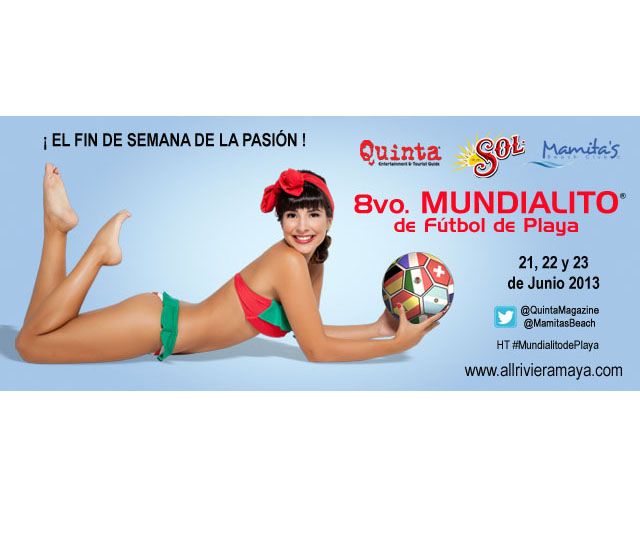 ¡ EL FIN DE SEMANA DE LA PASIÓN !
Quinta
Entertainment & Tourist Guide
SOL
Mamita's
Beach Club
8vo. MUNDIALITO®
de Fútbol de Playa
21, 22 y 23
de Junio 2013
@QuintaMagazine
@MamitasBeach
HT #MundialitodePlaya
www.allrivieramaya.com